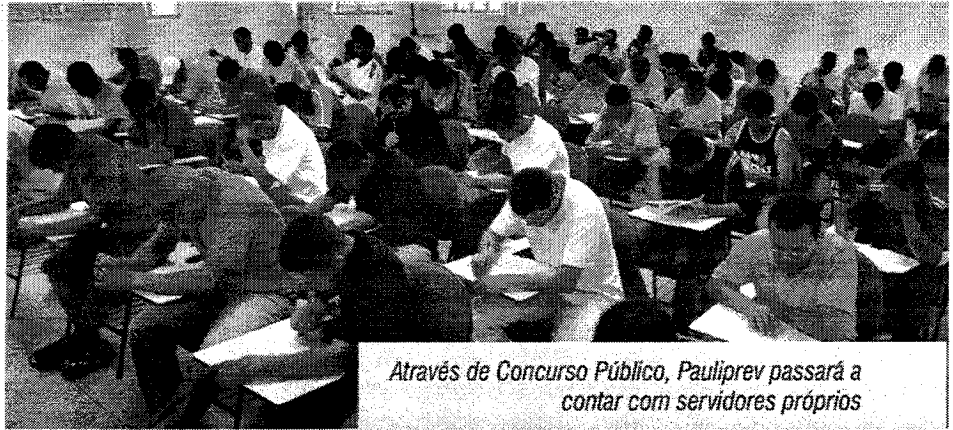 Através de Concurso Público, Pauliprev passará a
contar com servidores próprios